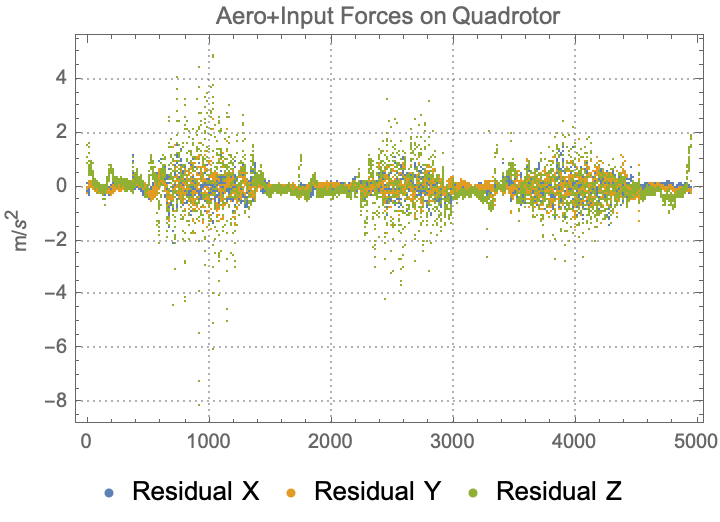 Aero+Input Forces on Quadrotor
4
2
0
−2
−4
−6
−8
m/s²
0 1000 2000 3000 4000 5000
Residual X Residual Y Residual Z